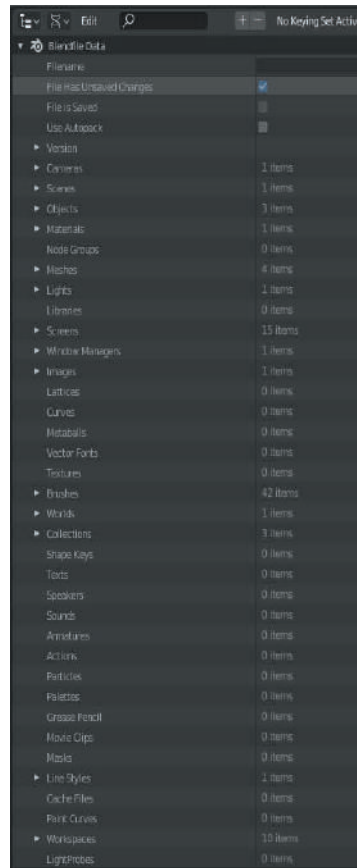 Edit No Keying Set Activ
Blendfile Data
Filename
File Has Unsaved Changes
File is Saved
Use Autopack
Version
Cameras 1 items
Scenes 1 items
Objects 3 items
Materials 1 items
Node Groups 0 items
Meshes 4 items
Lights 1 items
Libraries 0 items
Screens 15 items
Window Managers 1 items
Images 1 items
Lattices 0 items
Curves 0 items
Metaballs 0 items
Vector Fonts 0 items
Textures 0 items
Brushes 42 items
Worlds 1 items
Collections 3 items
Shape Keys 0 items
Texts 0 items
Speakers 0 items
Sounds 0 items
Armatures 0 items
Actions 0 items
Particles 0 items
Palettes 0 items
Grease Pencil 0 items
Movie Clips 0 items
Masks 0 items
Line Styles 1 items
Cache Files 0 items
Paint Curves 0 items
Workspaces 10 items
LightProbes 0 items